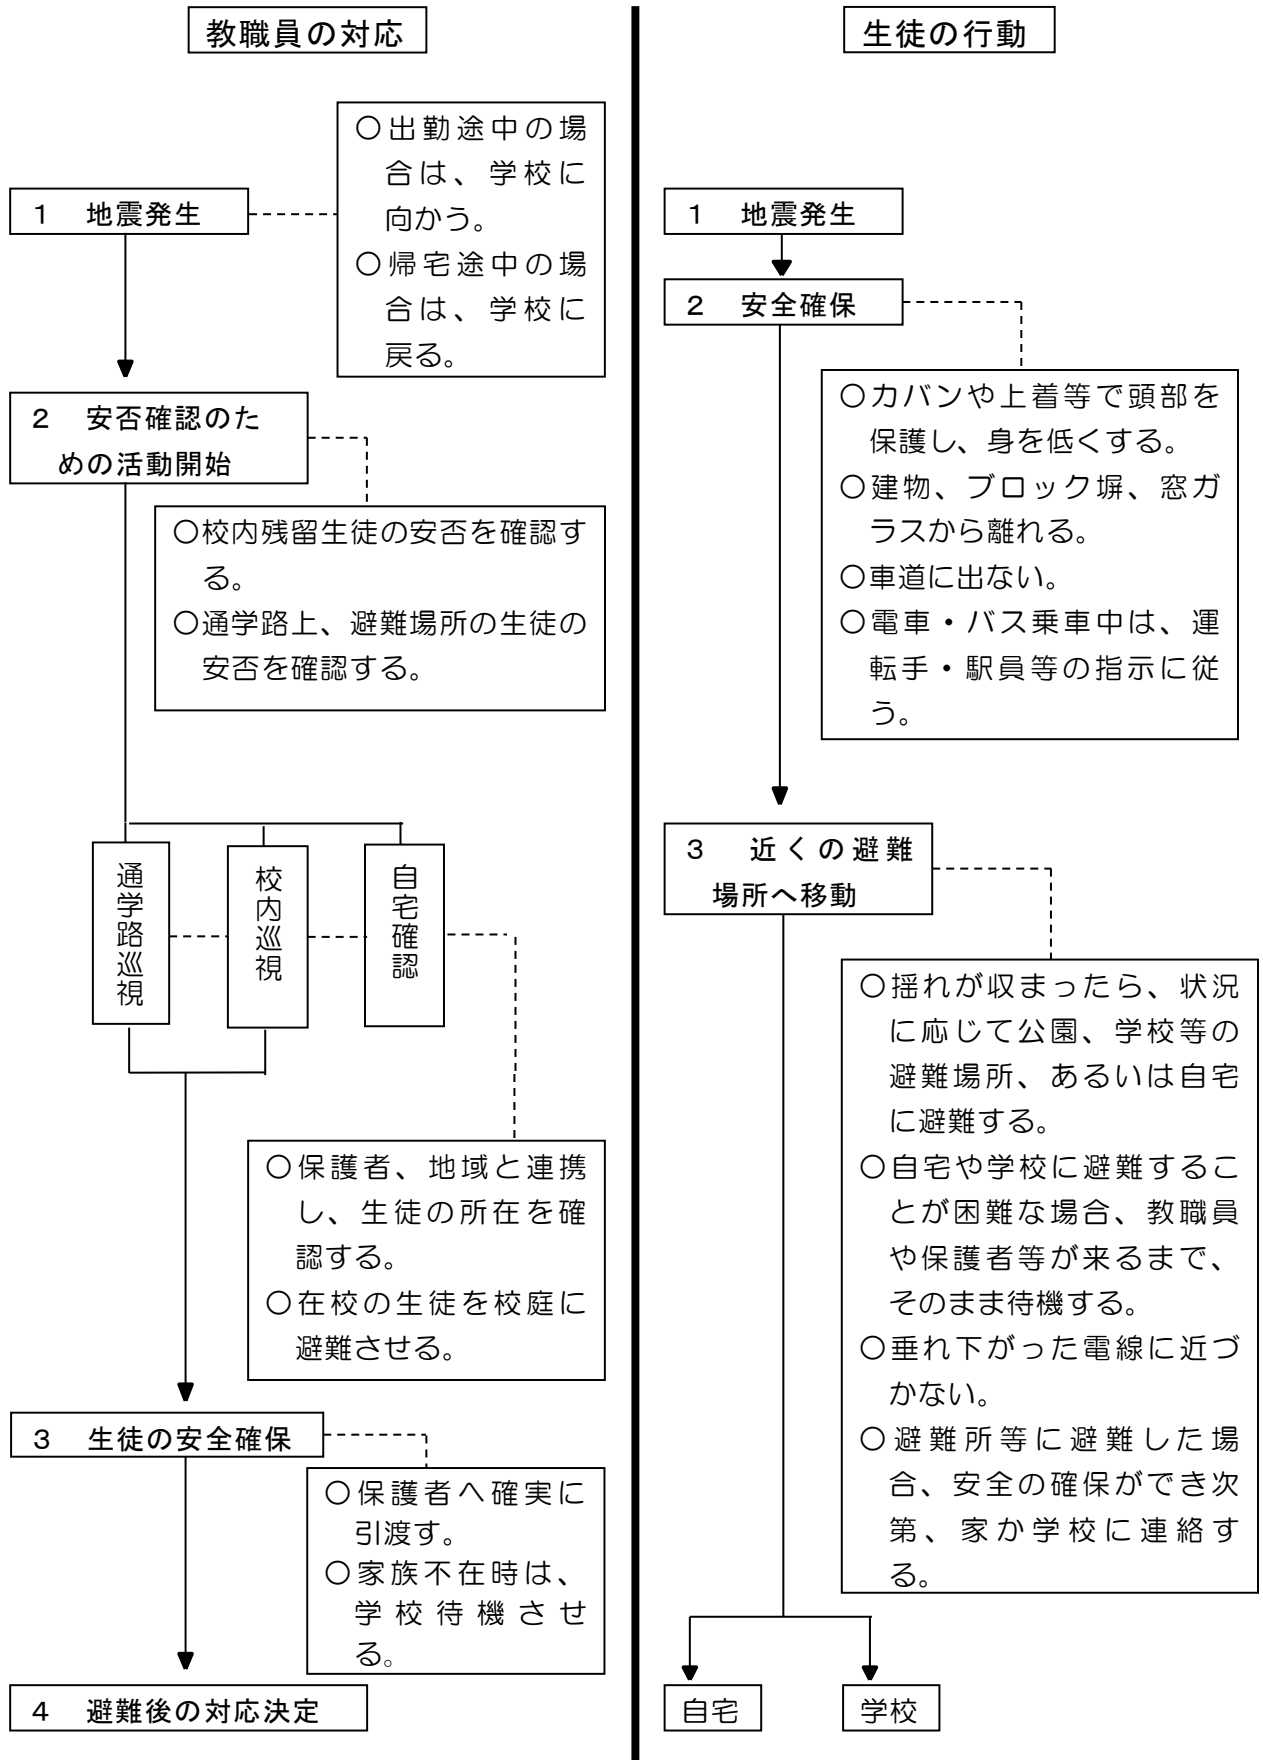 教職員の対応
1　地震発生
〇出勤途中の場
合は、学校に
向かう。
〇帰宅途中の場
合は、学校に
戻る。
2　安否確認のた
めの活動開始
〇校内残留生徒の安否を確認す
る。
〇通学路上、避難場所の生徒の
安否を確認する。
通学路巡視
校内巡視
自宅確認
〇保護者、地域と連携
し、生徒の所在を確
認する。
〇在校の生徒を校庭に
避難させる。
3　生徒の安全確保
〇保護者へ確実に
引渡す。
〇家族不在時は、
学校待機させ
る。
4　避難後の対応決定
生徒の行動
1　地震発生
2　安全確保
〇カバンや上着等で頭部を
保護し、身を低くする。
〇建物、ブロック塀、窓ガ
ラスから離れる。
〇車道に出ない。
〇電車・バス乗車中は、運
転手・駅員等の指示に従
う。
3　近くの避難
場所へ移動
〇揺れが収まったら、状況
に応じて公園、学校等の
避難場所、あるいは自宅
に避難する。
〇自宅や学校に避難するこ
とが困難な場合、教職員
や保護者等が来るまで、
そのまま待機する。
〇垂れ下がった電線に近づ
かない。
〇避難所等に避難した場
合、安全の確保ができ次
第、家か学校に連絡す
る。
自宅
学校